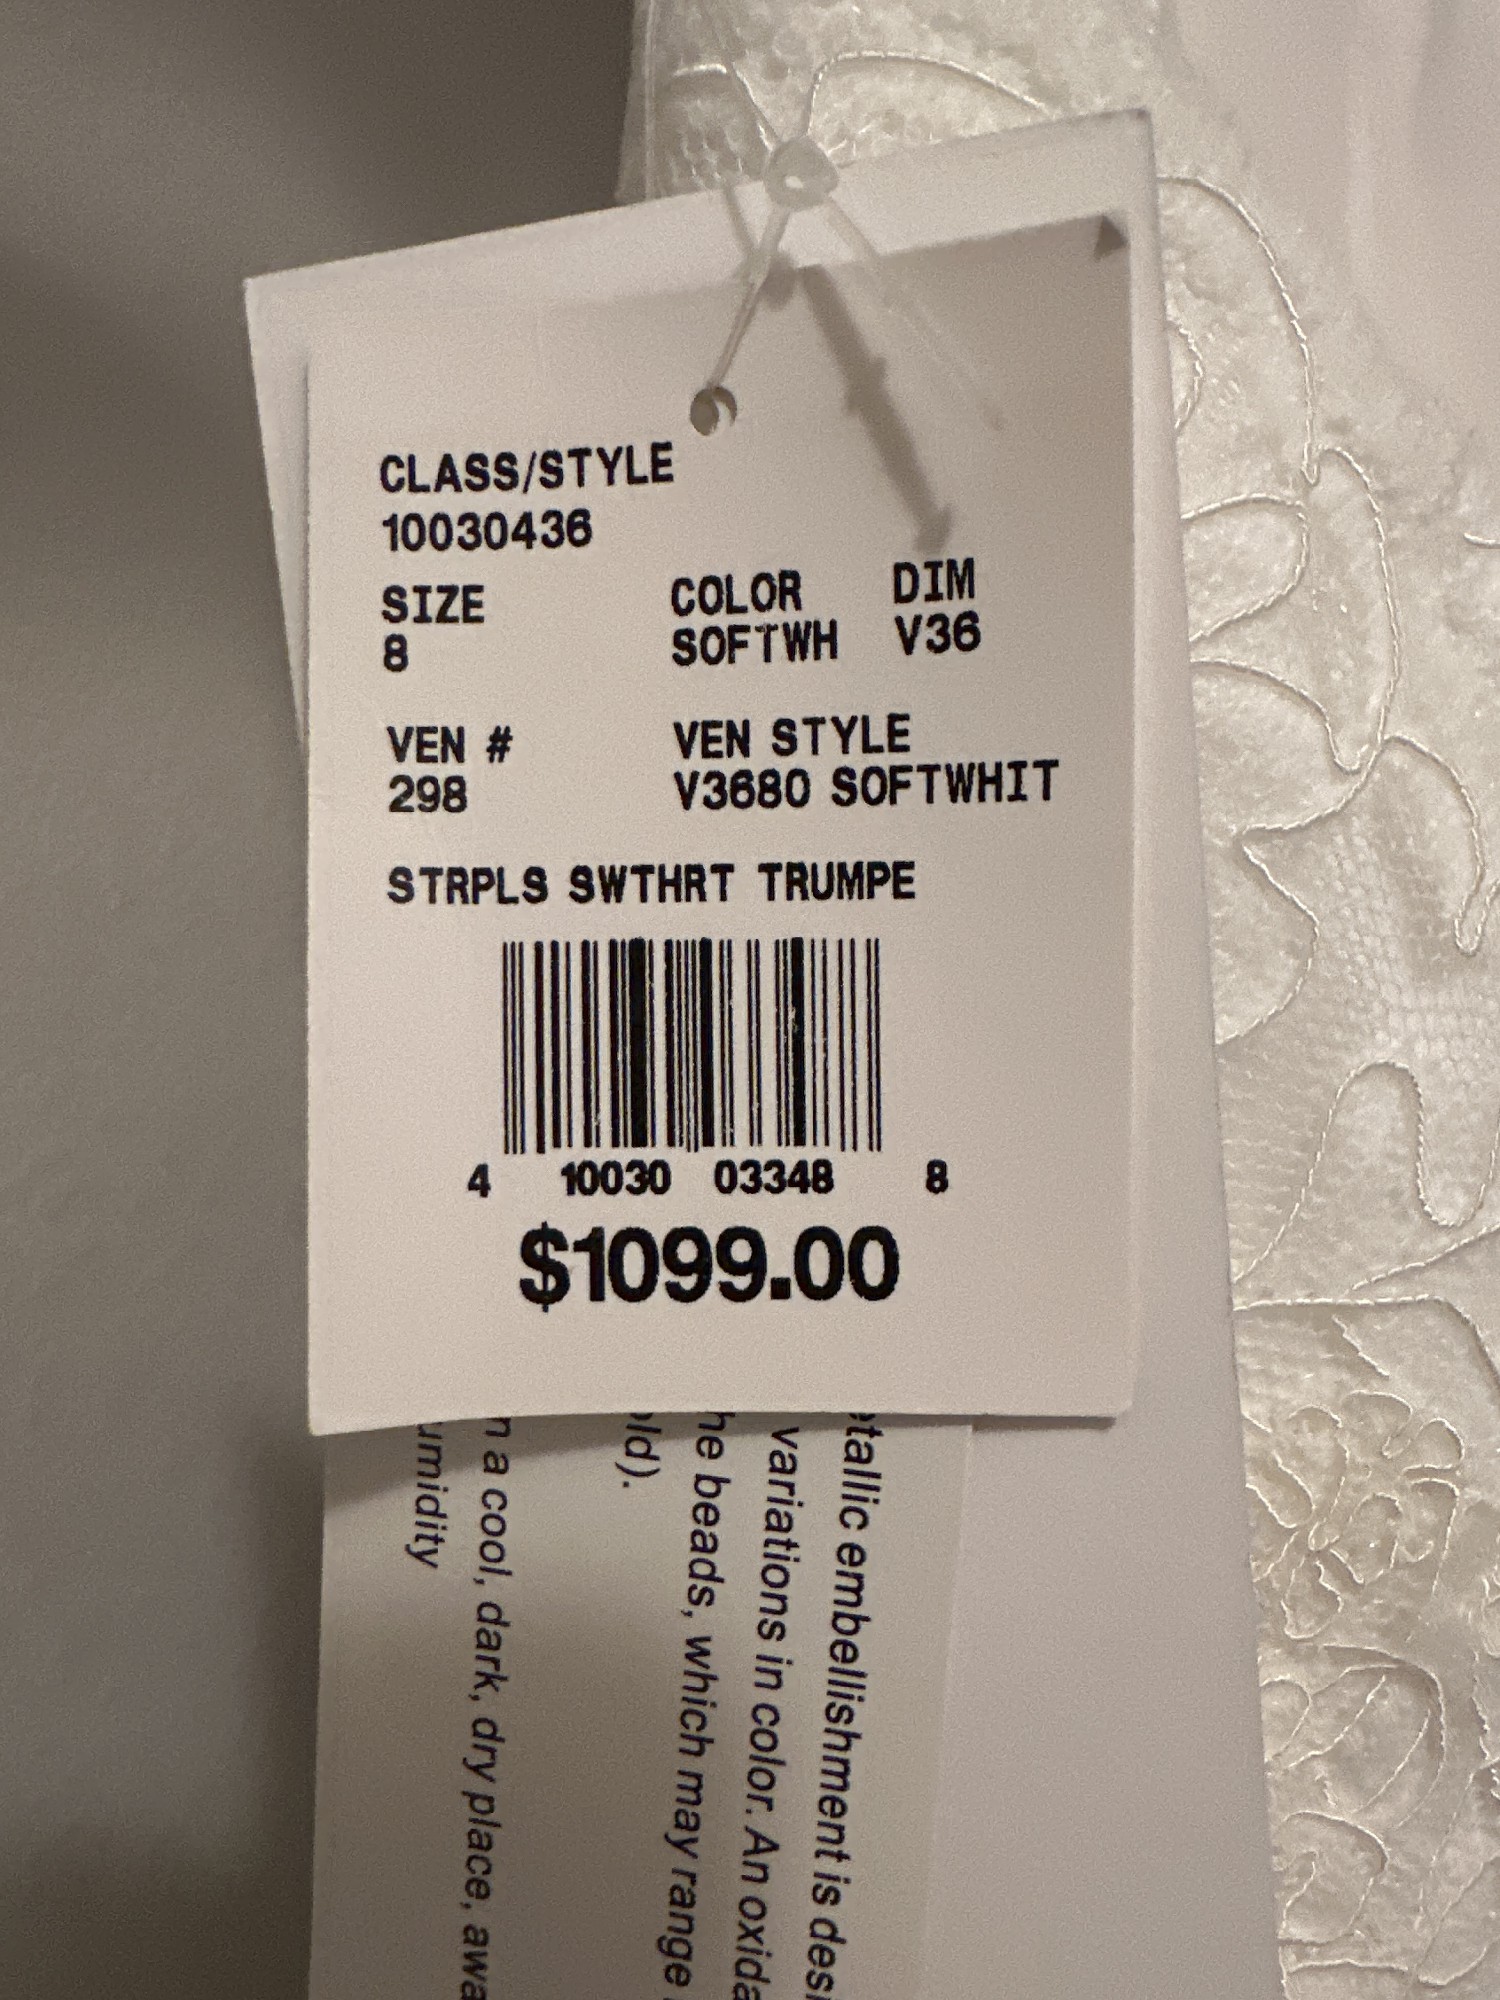 CLASS/STYLE
10030436
SIZE COLOR DIM
8 SOFTWH V36
VEN # VEN STYLE
298 V3680 SOFTWHIT
STRPLS SWTHRT TRUMPE
4 10030 03348 8
$1099.00
etallic embellishment is desi
variations in color. An oxida
he beads, which may range
old).
n a cool, dark, dry place, awa
umidity